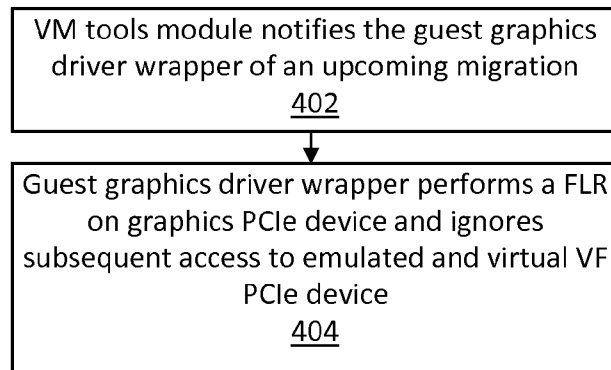 VM tools module notifies the guest graphics
driver wrapper of an upcoming migration
402
Guest graphics driver wrapper performs a FLR
on graphics PCIe device and ignores
subsequent access to emulated and virtual VF
PCIe device
404